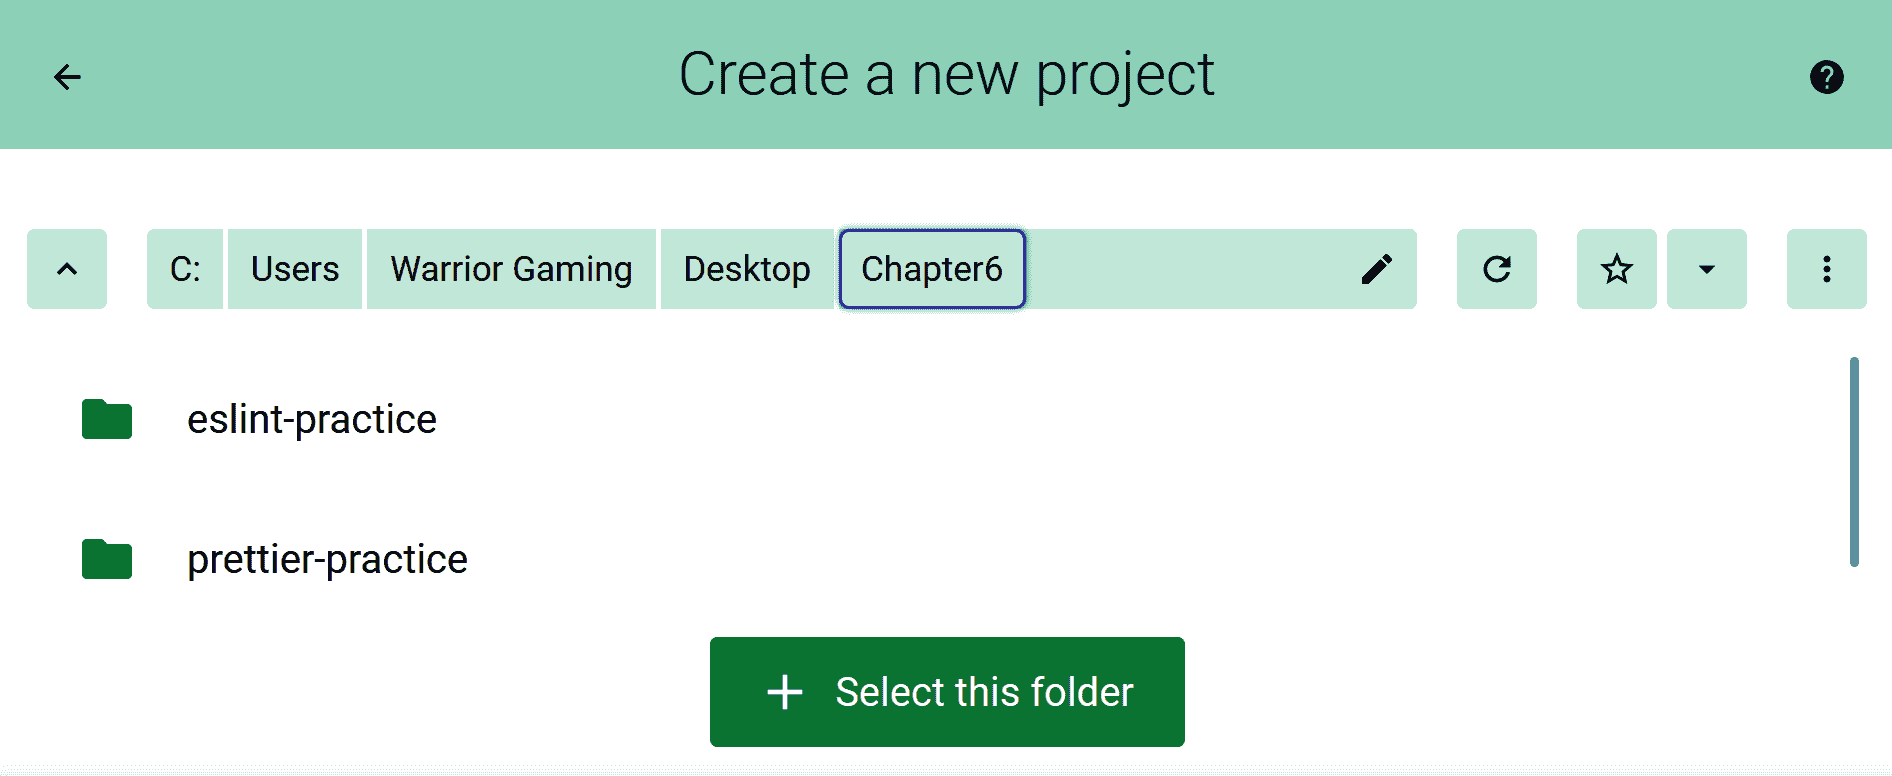 Create a new project
C: Users Warrior Gaming Desktop Chapter6
eslint-practice
prettier-practice
Select this folder